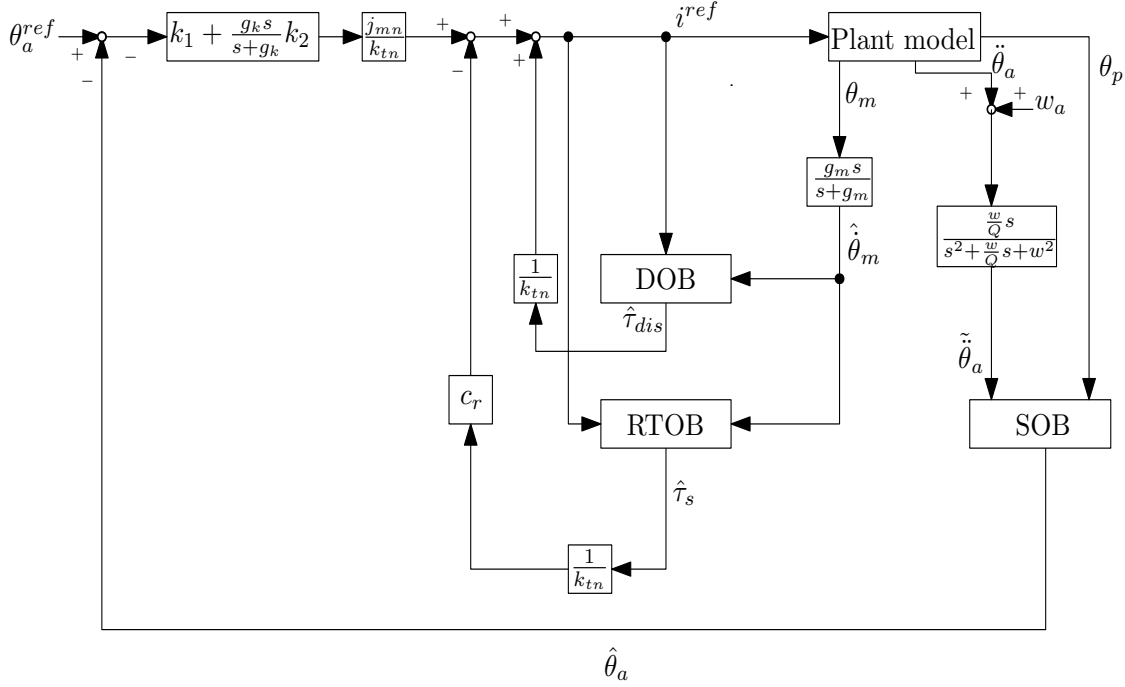 θ_a^{ref}
+
−
−
k_1 + \frac{g_k s}{s+g_k} k_2
\frac{j_{mn}}{k_{tn}}
+
−
+
+
i^{ref}
Plant model
\ddot{θ}_a
θ_p
θ_m
+
+
w_a
\frac{g_m s}{s+g_m}
\hat{\dot{θ}}_m
\frac{\frac{w}{Q}s}{s^2+\frac{w}{Q}s+w^2}
DOB
\frac{1}{k_{tn}}
\hat{τ}_{dis}
\tilde{\ddot{θ}}_a
c_r
RTOB
SOB
\hat{τ}_s
\frac{1}{k_{tn}}
\hat{θ}_a